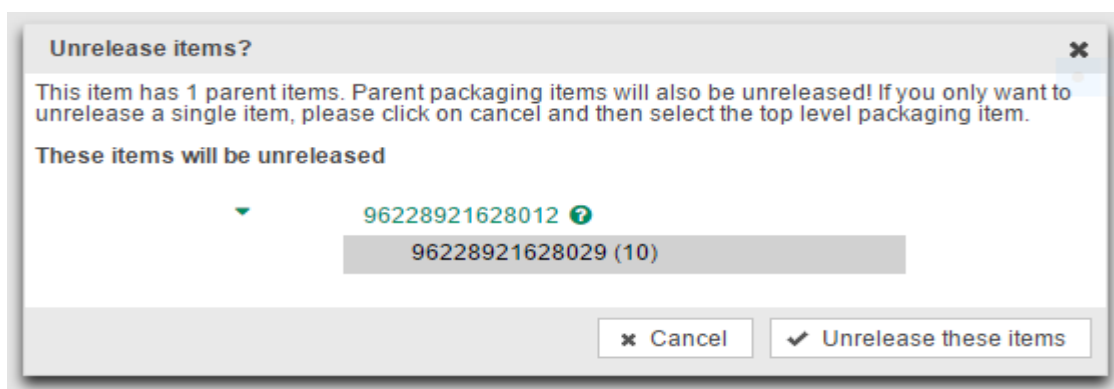 Unrelease items?
This item has 1 parent items. Parent packaging items will also be unreleased! If you only want to
unrelease a single item, please click on cancel and then select the top level packaging item.
These items will be unreleased
96228921628012
96228921628029 (10)
Cancel
Unrelease these items